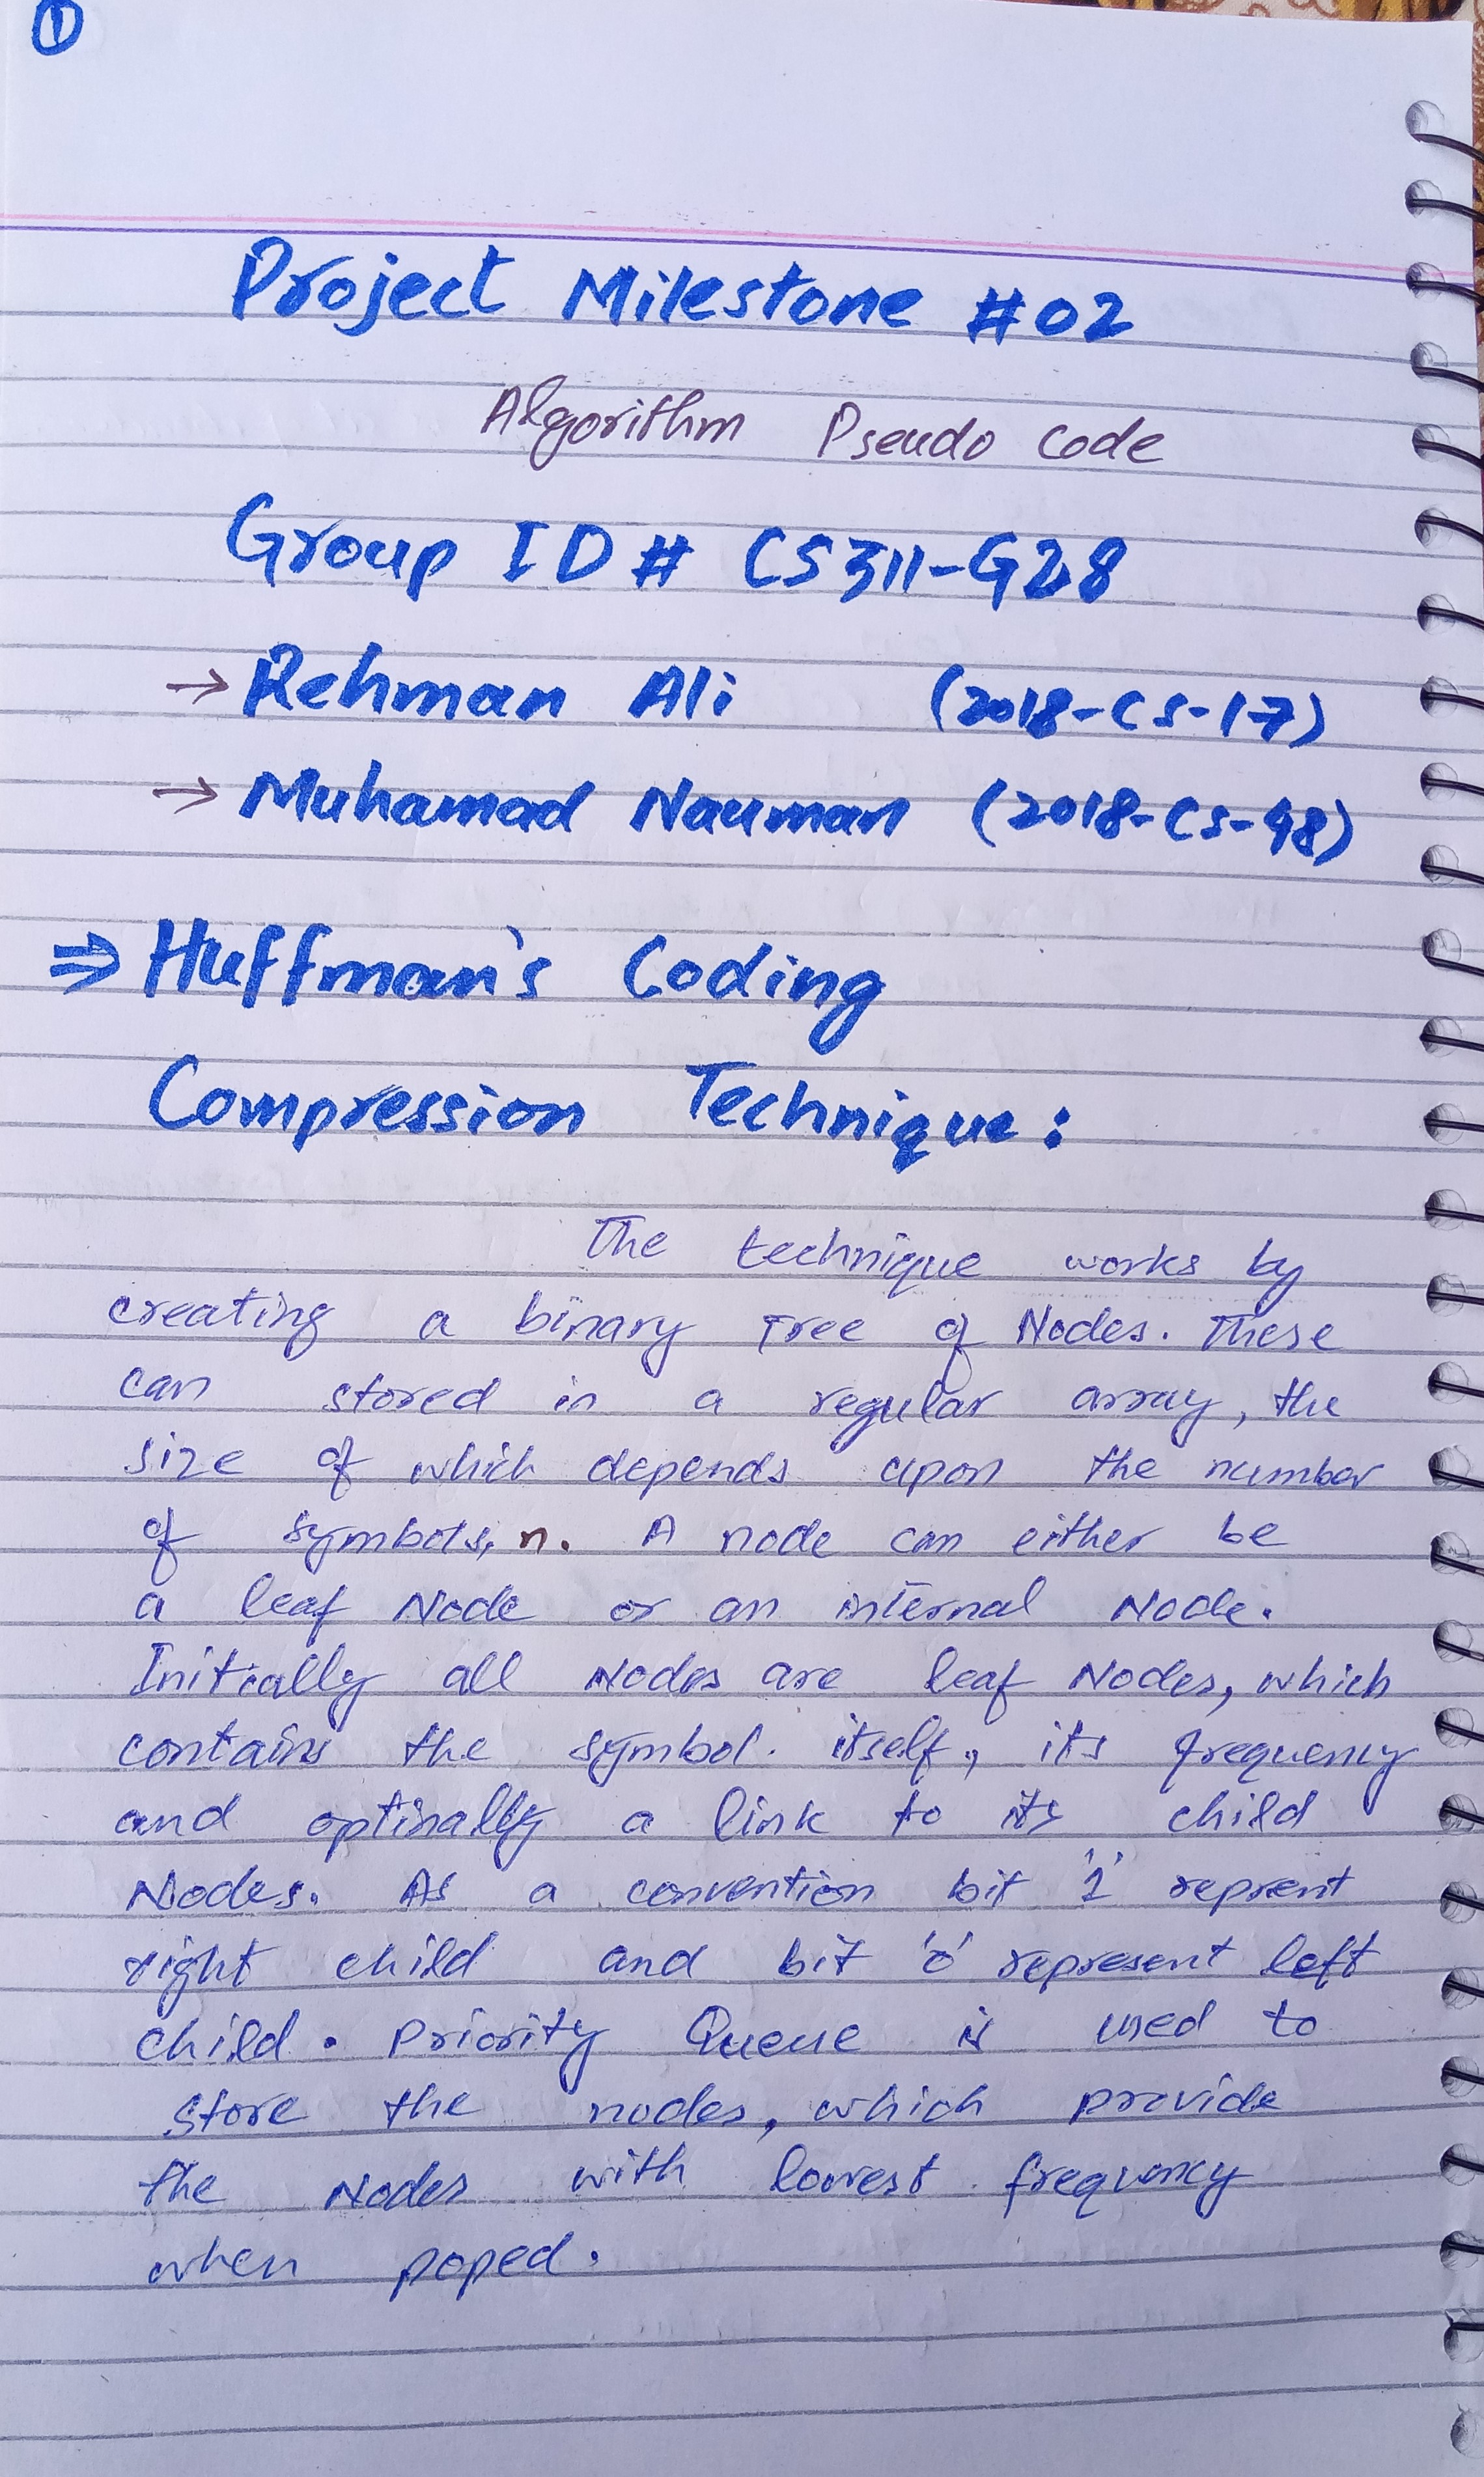 1
Project Milestone #02
Algorithm Pseudo Code
Group ID# CS311-G28
→ Rehman Ali (2018-CS-17)
→ Muhamad Nauman (2018-CS-48)
⇒ Huffman's Coding
Compression Technique:
The technique works by
creating a binary Tree of Nodes. These
can stored in a regular array, the
size of which depends upon the number
of symbols, n. A node can either be
a leaf Node or an internal Node.
Initially all Nodes are leaf Nodes, which
contains the symbol itself, its frequency
and optinally a link to its child
Nodes. As a convention bit '1' reprent
right child and bit '0' represent left
child. Priority Queue is used to
store the nodes, which provide
the Nodes with lowest frequency
when poped.